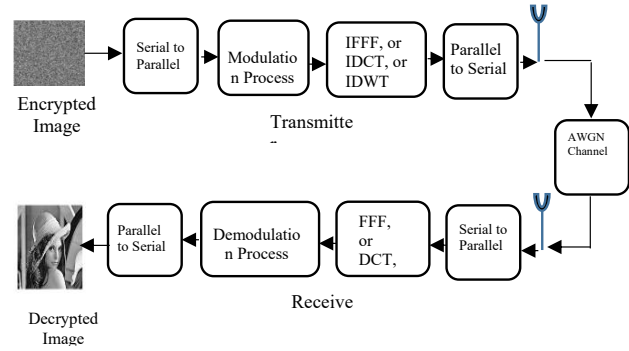 Serial to
Parallel
Modulatio
n Process
IFFF, or
IDCT, or
IDWT
Parallel
to Serial
Encrypted
Image
Transmitte
AWGN
Channel
Parallel
to Serial
Demodulatio
n Process
FFF,
or
DCT,
Serial to
Parallel
Receive
Decrypted
Image